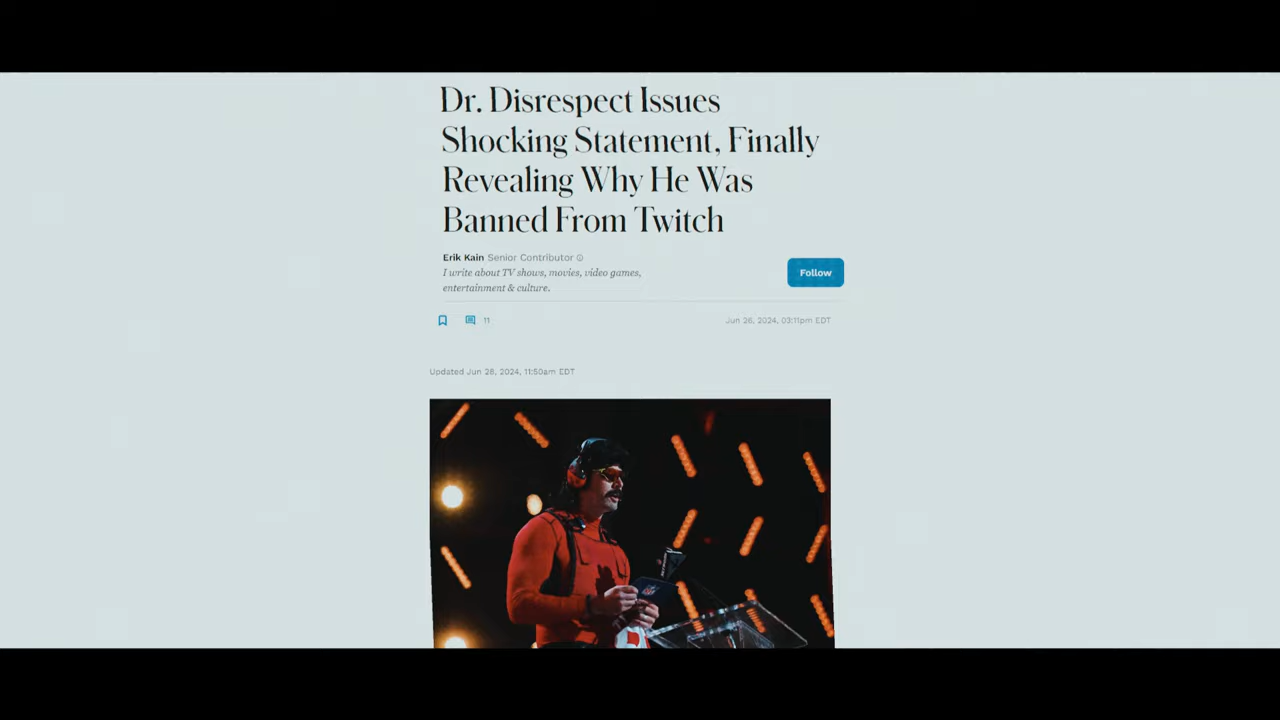 Dr. Disrespect Issues
Shocking Statement, Finally
Revealing Why He Was
Banned From Twitch
Erik Kain Senior Contributor
I write about TV shows, movies, video games,
entertainment & culture.
Follow
11
Jun 26, 2024, 03:11pm EDT
Updated Jun 28, 2024, 11:50am EDT